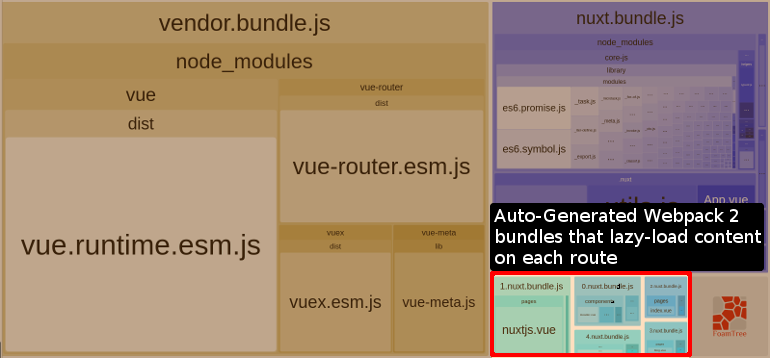 vendor.bundle.js
node_modules
vue
dist
vue.runtime.esm.js
vue-router
dist
vue-router.esm.js
vuex
dist
vuex.esm.js
vue-meta
lib
vue-meta.js
nuxt.bundle.js
node_modules
core-js
library
modules
es6.promise.js
_task.js
_meta.js
es6.symbol.js
_export.js
nuxt
utils.js
App.vue
Auto-Generated Webpack 2
bundles that lazy-load content
on each route
1.nuxt.bundle.js
pages
nuxtjs.vue
0.nuxt.bundle.js
components
4.nuxt.bundle.js
2.nuxt.bundle.js
pages
index.vue
3.nuxt.bundle.js
FoamTree